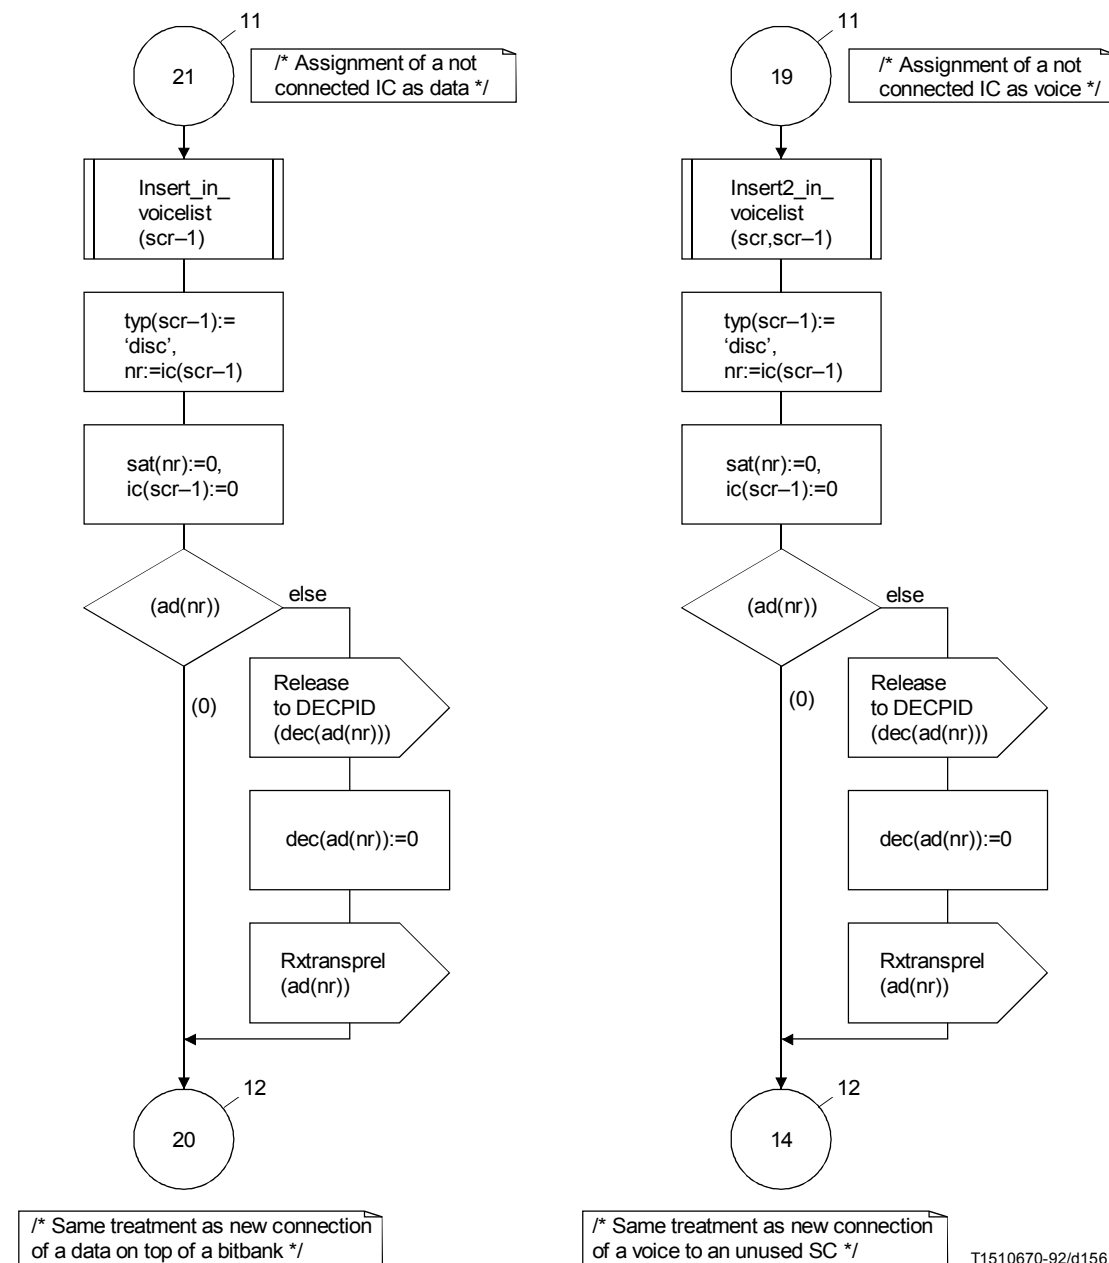 11
21
/* Assignment of a not
connected IC as data */
Insert_in_
voicelist
(scr–1)
typ(scr–1):=
‘disc’,
nr:=ic(scr–1)
sat(nr):=0,
ic(scr–1):=0
(ad(nr))
else
(0)
Release
to DECPID
(dec(ad(nr)))
dec(ad(nr)):=0
Rxtransprel
(ad(nr))
12
20
/* Same treatment as new connection
of a data on top of a bitbank */
11
19
/* Assignment of a not
connected IC as voice */
Insert2_in_
voicelist
(scr,scr–1)
typ(scr–1):=
‘disc’,
nr:=ic(scr–1)
sat(nr):=0,
ic(scr–1):=0
(ad(nr))
else
(0)
Release
to DECPID
(dec(ad(nr)))
dec(ad(nr)):=0
Rxtransprel
(ad(nr))
12
14
/* Same treatment as new connection
of a voice to an unused SC */
T1510670-92/d156